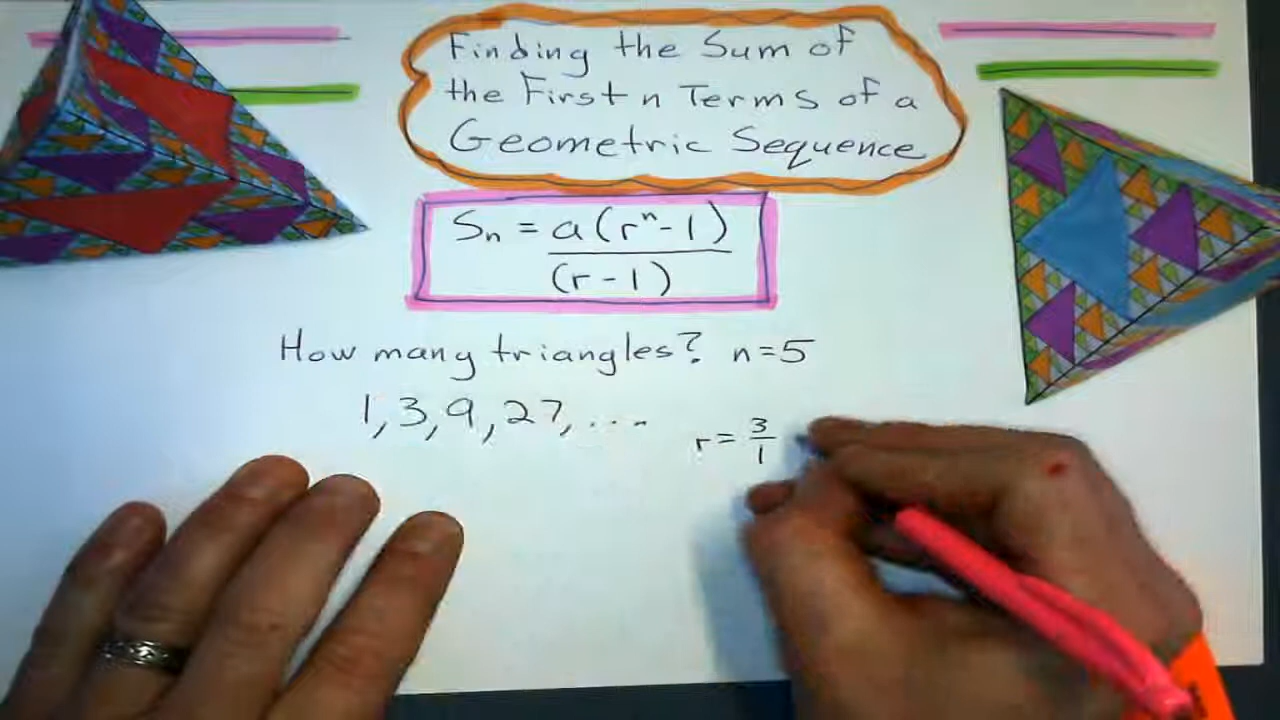 Finding the Sum of
the First n Terms of a
Geometric Sequence
Sn = a(rⁿ-1)
(r-1)
How many triangles? n=5
1,3,9,27,....
r= 3
1